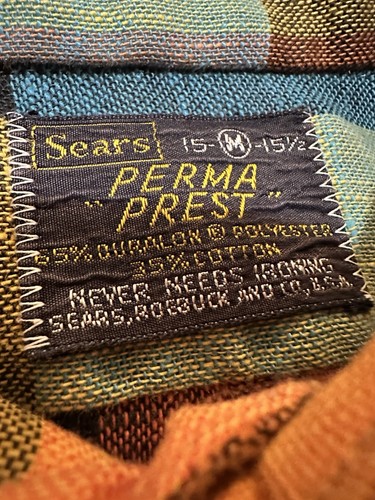 Sears 15-M-15½
"PERMA
PREST"
65% DURALON® POLYESTER
35% COTTON
NEVER NEEDS IRONING
SEARS, ROEBUCK AND CO., U.S.A.